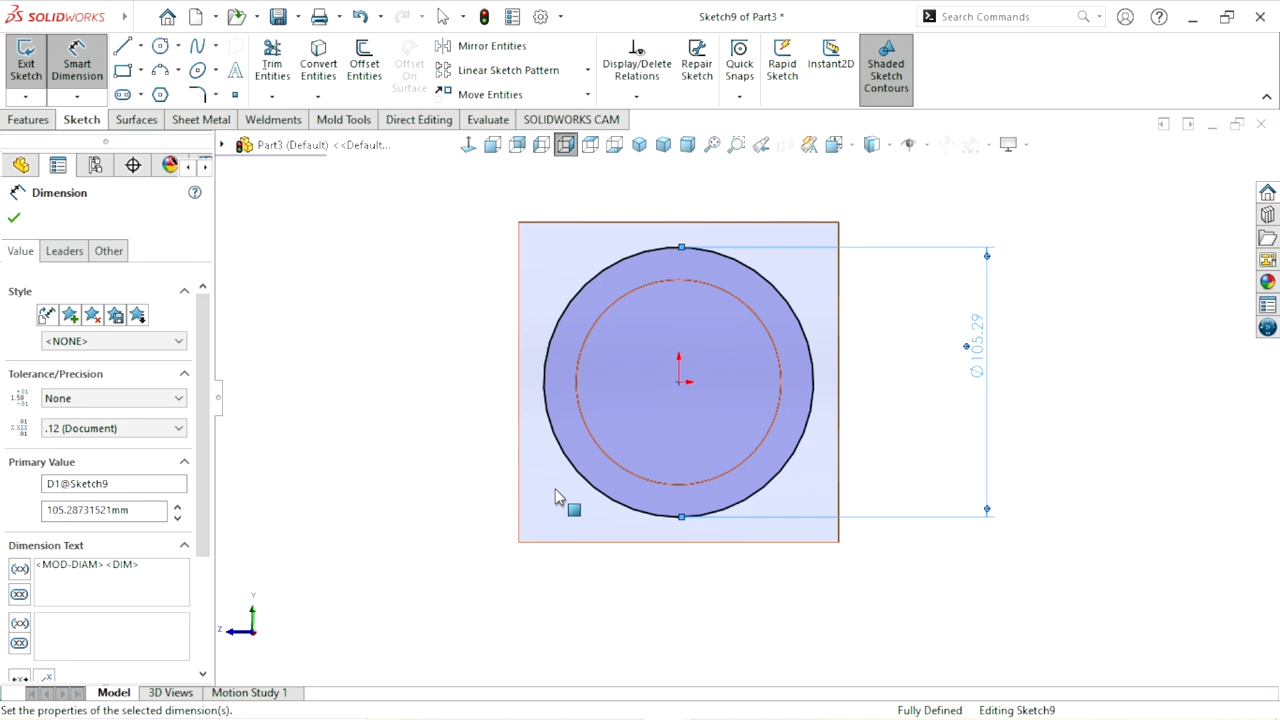 SOLIDWORKS
Sketch9 of Part3 *
Search Commands
Exit Sketch
Smart Dimension
Trim Entities
Convert Entities
Offset Entities
Offset On Surface
Mirror Entities
Linear Sketch Pattern
Move Entities
Display/Delete Relations
Repair Sketch
Quick Snaps
Rapid Sketch
Instant2D
Shaded Sketch Contours
Features
Sketch
Surfaces
Sheet Metal
Weldments
Mold Tools
Direct Editing
Evaluate
SOLIDWORKS CAM
Part3 (Default) <<Default...
Dimension
Value
Leaders
Other
Style
<NONE>
Tolerance/Precision
None
.12 (Document)
Primary Value
D1@Sketch9
105.28731521mm
Dimension Text
<MOD-DIAM><DIM>
Ø105.29
Y
Z
Model
3D Views
Motion Study 1
Set the properties of the selected dimension(s).
Fully Defined
Editing Sketch9